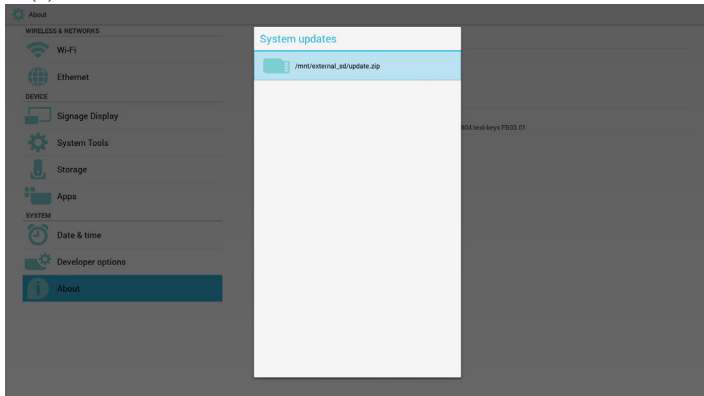 About
WIRELESS & NETWORKS
Wi-Fi
Ethernet
DEVICE
Signage Display
System Tools
Storage
Apps
SYSTEM
Date & time
Developer options
About
System updates
/mnt/external_sd/update.zip
test-keys FB03.01